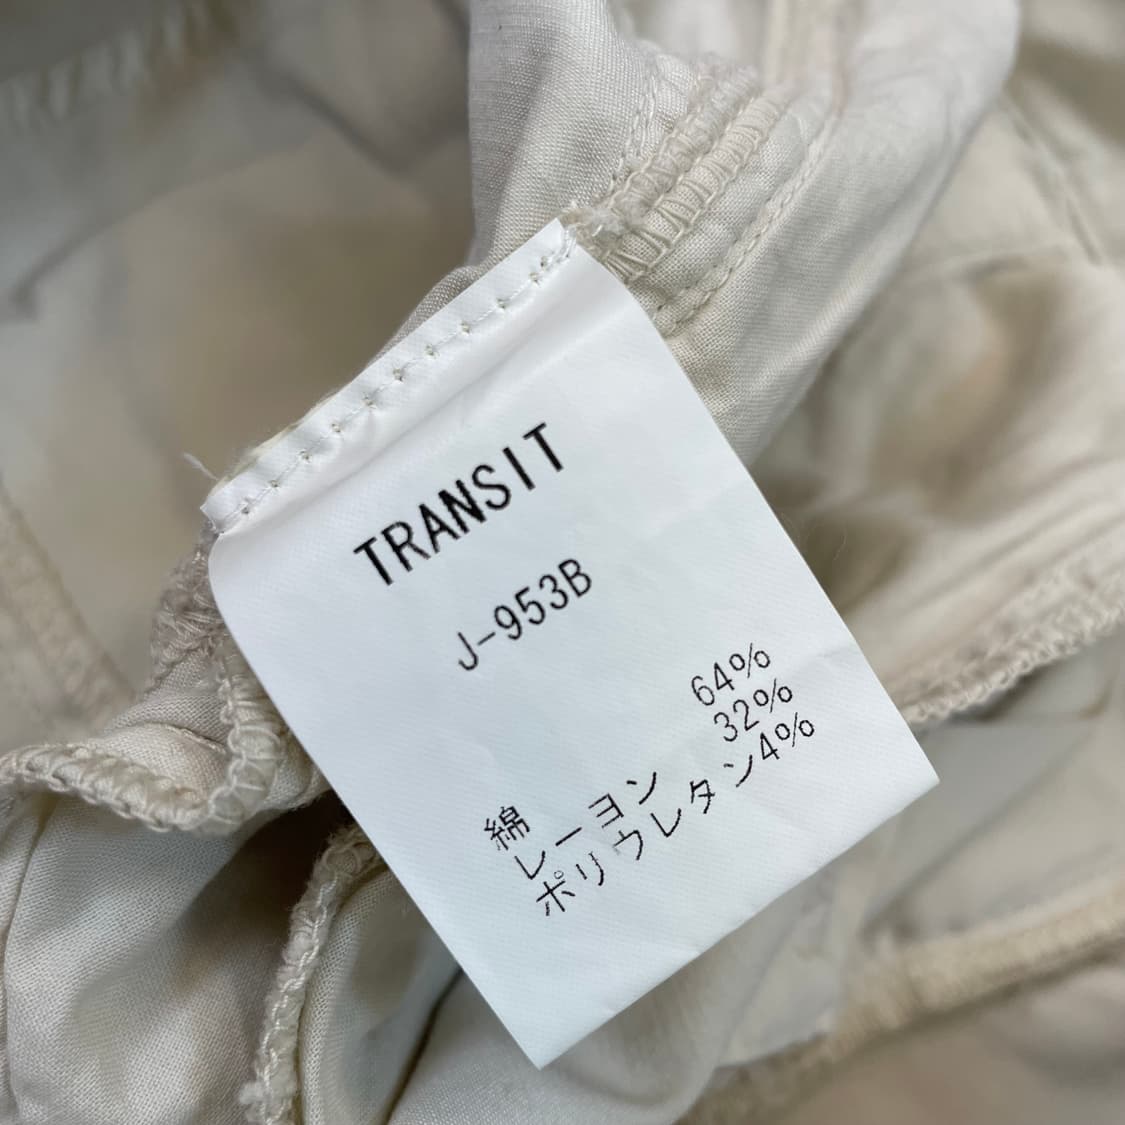 TRANSIT
J-953B
綿 64%
レーヨン 32%
ポリウレタン4%